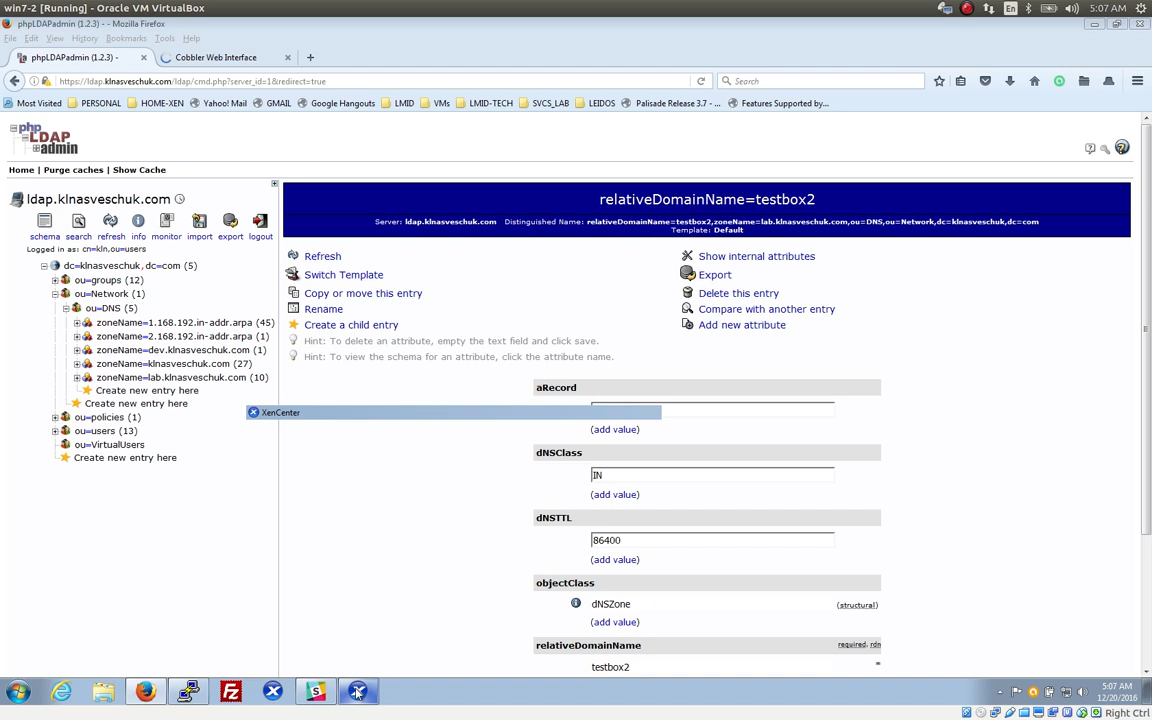 win7-2 [Running] - Oracle VM VirtualBox
En
5:07 AM
phpLDAPadmin (1.2.3) - - Mozilla Firefox
File Edit View History Bookmarks Tools Help
phpLDAPadmin (1.2.3) -
Cobbler Web Interface
https://ldap.klnasveschuk.com/ldap/cmd.php?server_id=1&redirect=true
Search
Most Visited PERSONAL HOME-XEN Yahoo! Mail GMAIL Google Hangouts LMID VMs LMID-TECH SVCS_LAB LEIDOS Palisade Release 3.7 - ... Features Supported by...
php
LDAP
admin
Home | Purge caches | Show Cache
ldap.klnasveschuk.com
schema search refresh info monitor import export logout
Logged in as: cn=kln,ou=users
dc=klnasveschuk,dc=com (5)
ou=groups (12)
ou=Network (1)
ou=DNS (5)
zoneName=1.168.192.in-addr.arpa (45)
zoneName=2.168.192.in-addr.arpa (1)
zoneName=dev.klnasveschuk.com (1)
zoneName=klnasveschuk.com (27)
zoneName=lab.klnasveschuk.com (10)
Create new entry here
Create new entry here
ou=policies (1)
ou=users (13)
ou=VirtualUsers
Create new entry here
relativeDomainName=testbox2
Server: ldap.klnasveschuk.com Distinguished Name: relativeDomainName=testbox2,zoneName=lab.klnasveschuk.com,ou=DNS,ou=Network,dc=klnasveschuk,dc=com
Template: Default
Refresh
Show internal attributes
Switch Template
Export
Copy or move this entry
Delete this entry
Rename
Compare with another entry
Create a child entry
Add new attribute
Hint: To delete an attribute, empty the text field and click save.
Hint: To view the schema for an attribute, click the attribute name.
aRecord
XenCenter
(add value)
dNSClass
IN
(add value)
dNSTTL
86400
(add value)
objectClass
dNSZone
(structural)
(add value)
relativeDomainName
required, rdn
testbox2
*
5:07 AM
12/20/2016
Right Ctrl